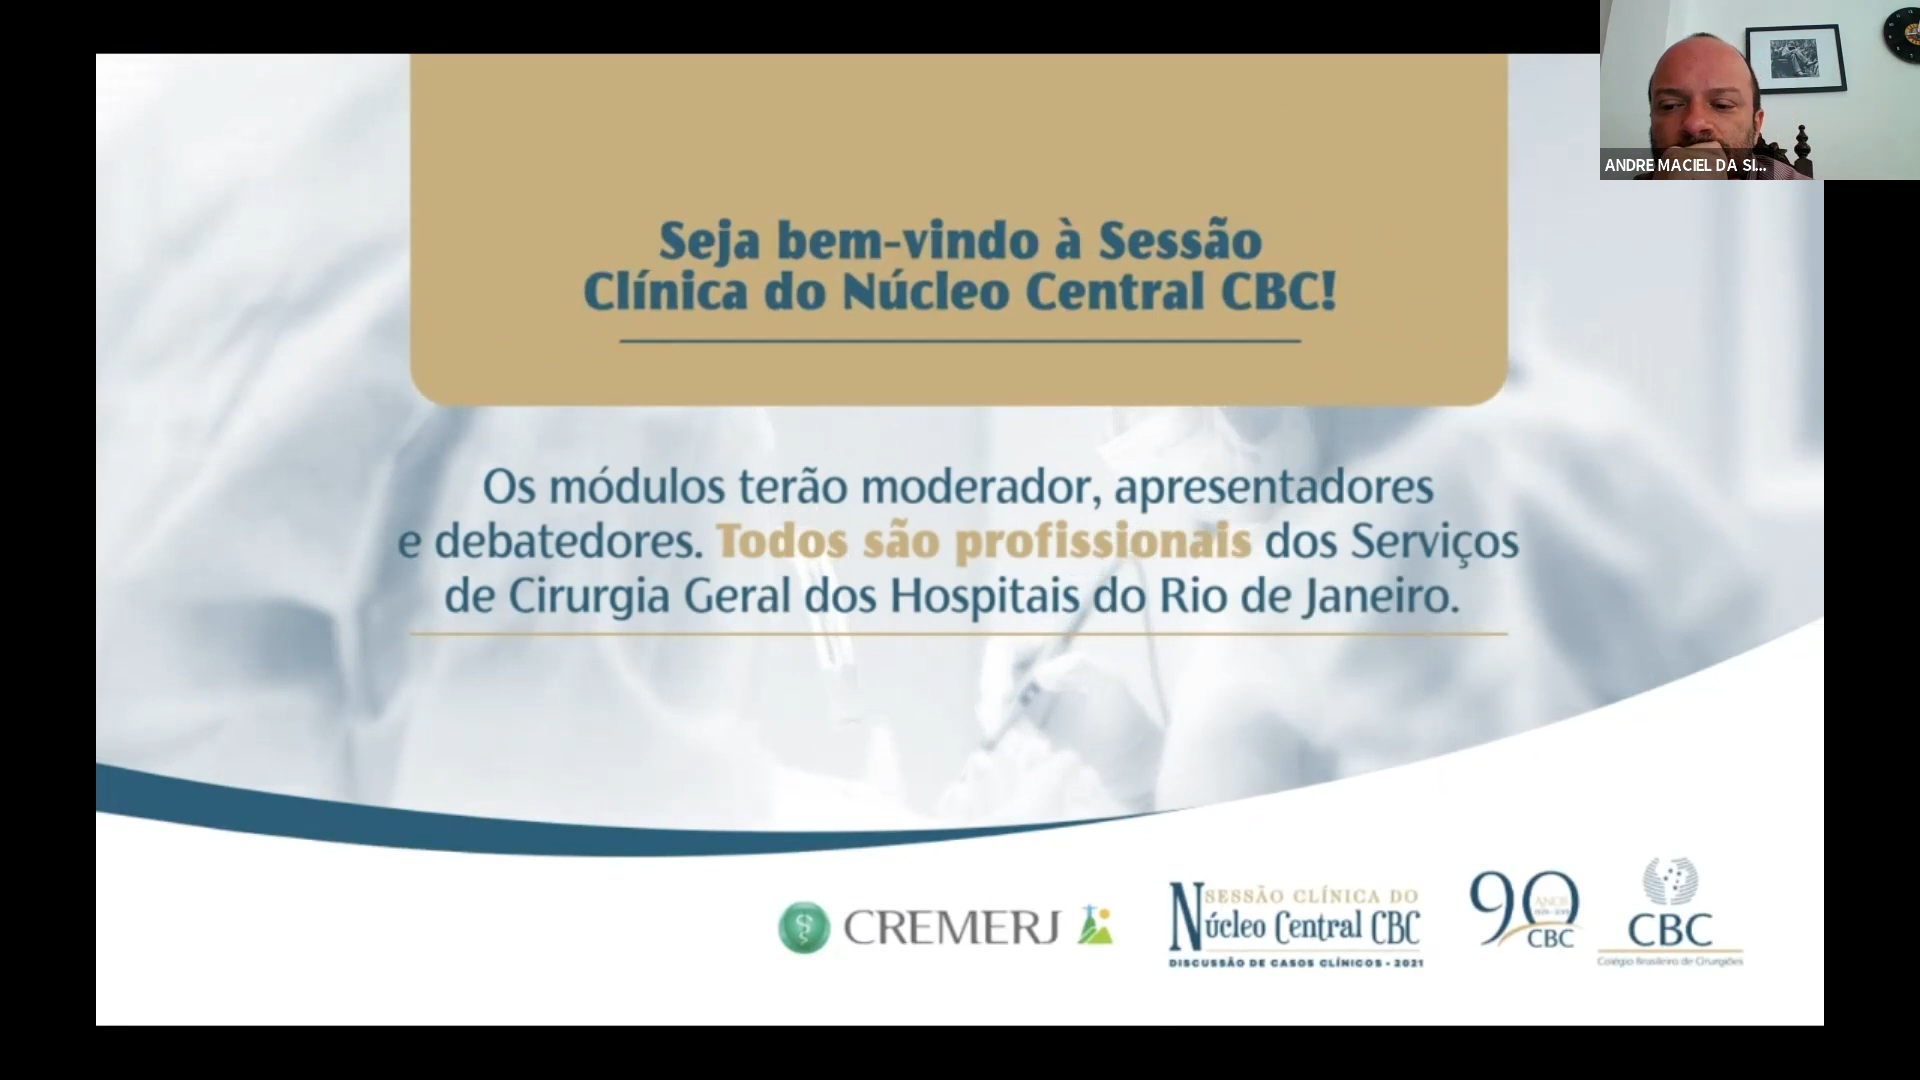 ANDRE MACIEL DA SI...
Seja bem-vindo à Sessão
Clínica do Núcleo Central CBC!
Os módulos terão moderador, apresentadores
e debatedores. Todos são profissionais dos Serviços
de Cirurgia Geral dos Hospitais do Rio de Janeiro.
CREMERJ
SESSÃO CLÍNICA DO
Núcleo Central CBC
DISCUSSÃO DE CASOS CLÍNICOS • 2021
90
ANOS
CBC
CBC
Colégio Brasileiro de Cirurgiões